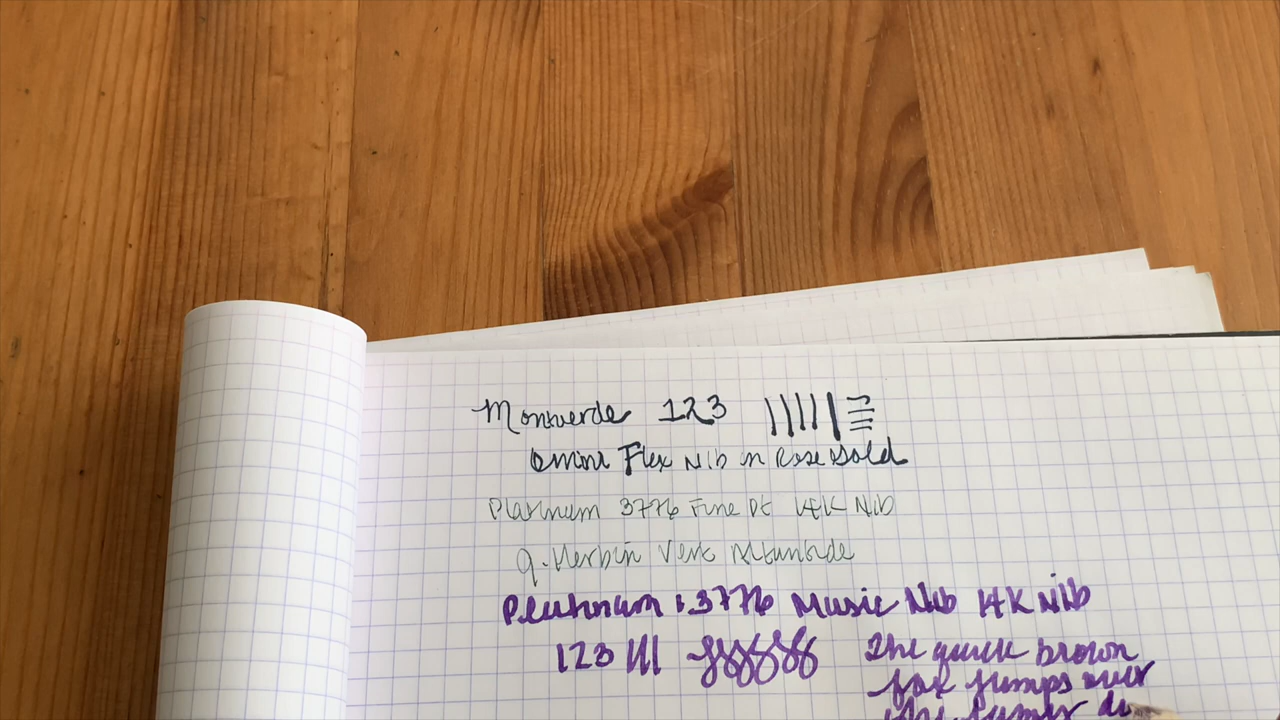 Monteverde 123
Omni Flex Nib in Rose Gold
Platinum 3776 Fine Pt 14K Nib
J. Herbin Vert
Platinum 3776 Music Nib 14K Nib
123
The quick brown
fox jumps over
the